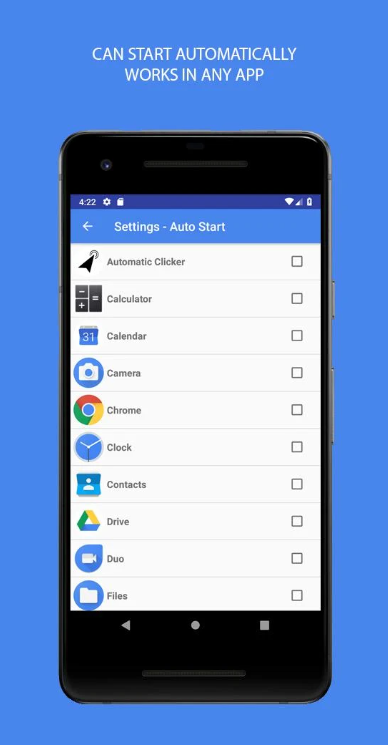 CAN START AUTOMATICALLY
WORKS IN ANY APP
4:22
Settings - Auto Start
Automatic Clicker
Calculator
31 Calendar
Camera
Chrome
Clock
Contacts
Drive
Duo
Files